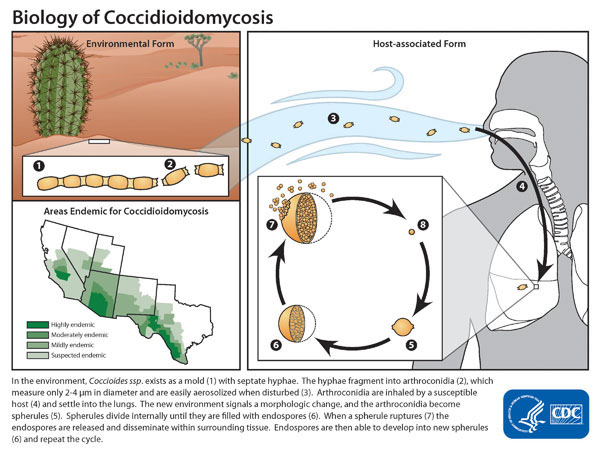 Biology of Coccidioidomycosis
Environmental Form
Host-associated Form
3
1
2
4
Areas Endemic for Coccidioidomycosis
7
8
Highly endemic
Moderately endemic
Mildly endemic
Suspected endemic
6
5
In the environment, Coccioides ssp. exists as a mold (1) with septate hyphae. The hyphae fragment into arthroconidia (2), which
measure only 2-4 µm in diameter and are easily aerosolized when disturbed (3). Arthroconidia are inhaled by a susceptible
host (4) and settle into the lungs. The new environment signals a morphologic change, and the arthroconidia become
spherules (5). Spherules divide internally until they are filled with endospores (6). When a spherule ruptures (7) the
endospores are released and disseminate within surrounding tissue. Endospores are then able to develop into new spherules
(6) and repeat the cycle.
CDC